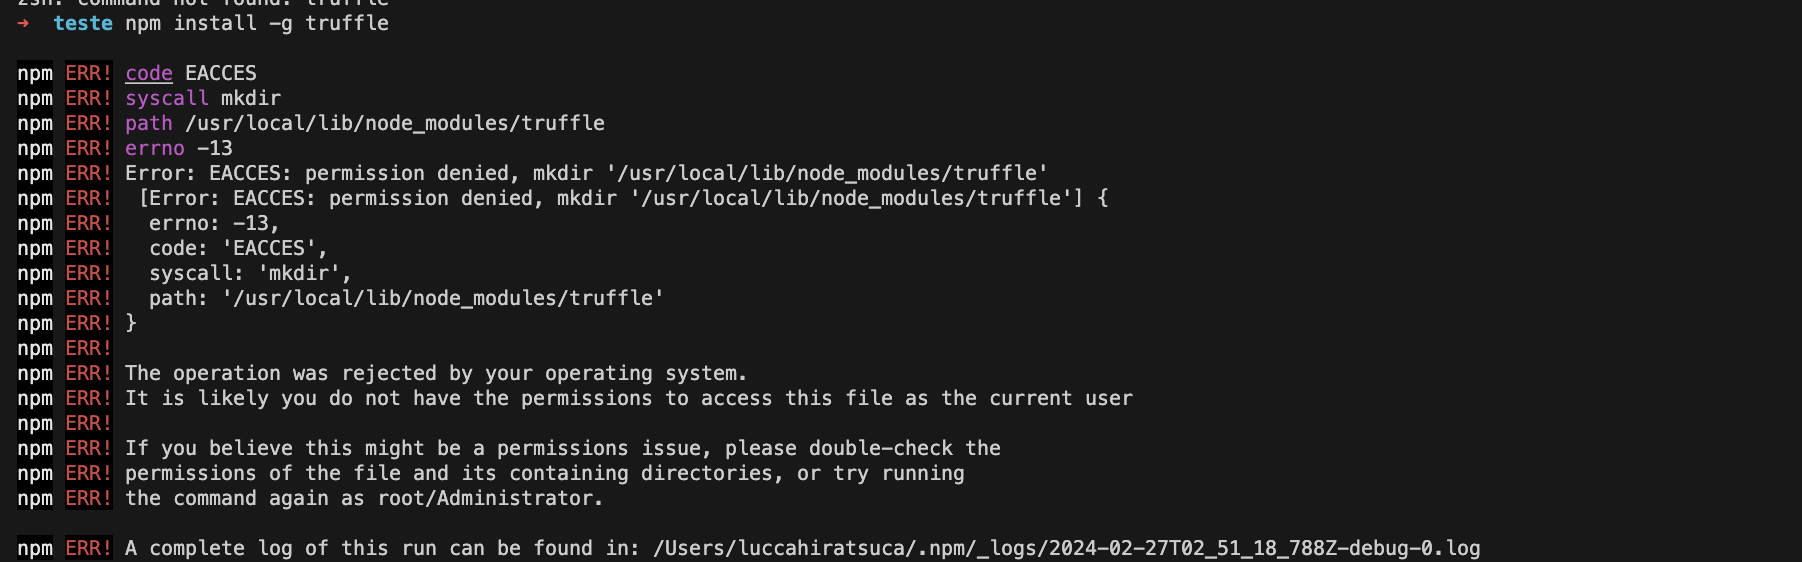 zsh: command not found: truffle
→ teste npm install -g truffle
npm ERR! code EACCES
npm ERR! syscall mkdir
npm ERR! path /usr/local/lib/node_modules/truffle
npm ERR! errno -13
npm ERR! Error: EACCES: permission denied, mkdir '/usr/local/lib/node_modules/truffle'
npm ERR!  [Error: EACCES: permission denied, mkdir '/usr/local/lib/node_modules/truffle'] {
npm ERR!   errno: -13,
npm ERR!   code: 'EACCES',
npm ERR!   syscall: 'mkdir',
npm ERR!   path: '/usr/local/lib/node_modules/truffle'
npm ERR! }
npm ERR!
npm ERR! The operation was rejected by your operating system.
npm ERR! It is likely you do not have the permissions to access this file as the current user
npm ERR!
npm ERR! If you believe this might be a permissions issue, please double-check the
npm ERR! permissions of the file and its containing directories, or try running
npm ERR! the command again as root/Administrator.
npm ERR! A complete log of this run can be found in: /Users/luccahiratsuca/.npm/_logs/2024-02-27T02_51_18_788Z-debug-0.log